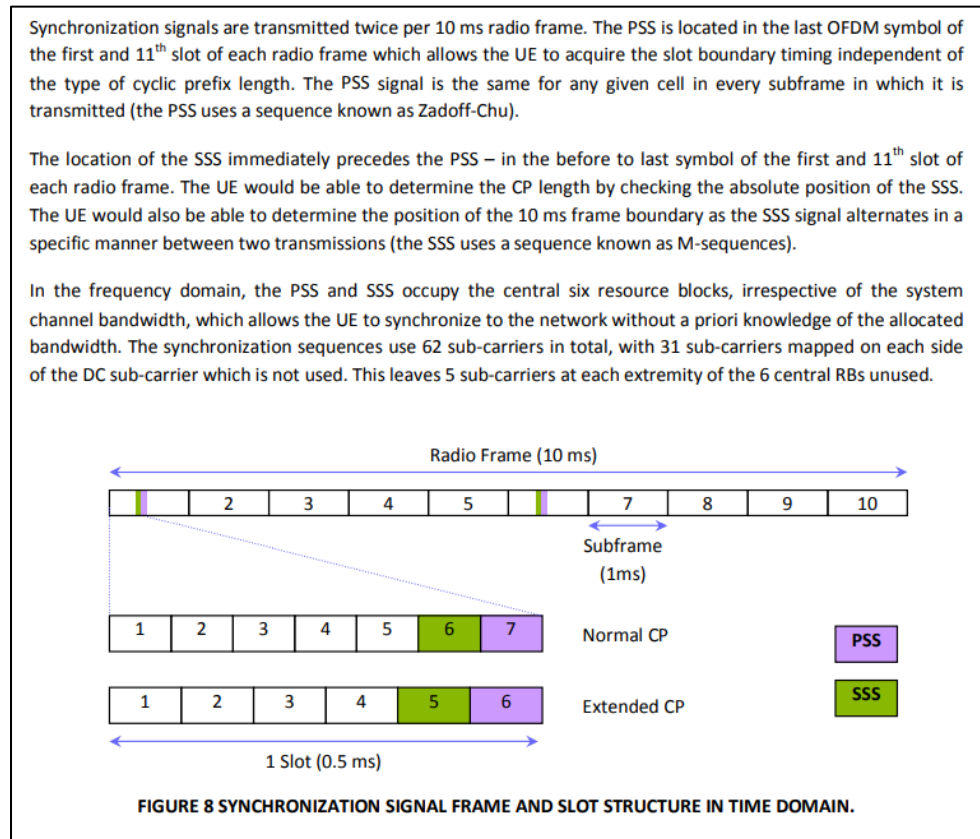 Synchronization signals are transmitted twice per 10 ms radio frame. The PSS is located in the last OFDM symbol of
the first and 11th slot of each radio frame which allows the UE to acquire the slot boundary timing independent of
the type of cyclic prefix length. The PSS signal is the same for any given cell in every subframe in which it is
transmitted (the PSS uses a sequence known as Zadoff-Chu).
The location of the SSS immediately precedes the PSS – in the before to last symbol of the first and 11th slot of
each radio frame. The UE would be able to determine the CP length by checking the absolute position of the SSS.
The UE would also be able to determine the position of the 10 ms frame boundary as the SSS signal alternates in a
specific manner between two transmissions (the SSS uses a sequence known as M-sequences).
In the frequency domain, the PSS and SSS occupy the central six resource blocks, irrespective of the system
channel bandwidth, which allows the UE to synchronize to the network without a priori knowledge of the allocated
bandwidth. The synchronization sequences use 62 sub-carriers in total, with 31 sub-carriers mapped on each side
of the DC sub-carrier which is not used. This leaves 5 sub-carriers at each extremity of the 6 central RBs unused.
Radio Frame (10 ms)
2 3 4 5 7 8 9 10
Subframe
(1ms)
1 2 3 4 5 6 7 Normal CP PSS
1 2 3 4 5 6 Extended CP SSS
1 Slot (0.5 ms)
FIGURE 8 SYNCHRONIZATION SIGNAL FRAME AND SLOT STRUCTURE IN TIME DOMAIN.